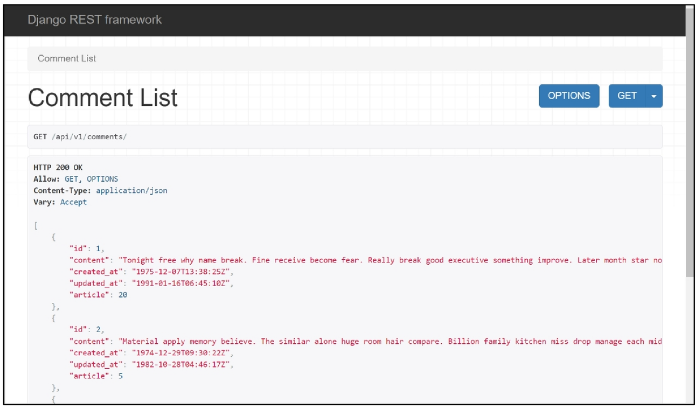 Django REST framework
Comment List
Comment List
OPTIONS GET
GET /api/v1/comments/
HTTP 200 OK
Allow: GET, OPTIONS
Content-Type: application/json
Vary: Accept
[
{
"id": 1,
"content": "Tonight free why name break. Fine receive become fear. Really break good executive something improve. Later month star no
"created_at": "1975-12-07T13:38:25Z",
"updated_at": "1991-01-16T06:45:10Z",
"article": 20
},
{
"id": 2,
"content": "Material apply memory believe. The similar alone huge room hair compare. Billion family kitchen miss drop manage each mid
"created_at": "1974-12-29T09:30:22Z",
"updated_at": "1982-10-28T04:46:17Z",
"article": 5
},
{